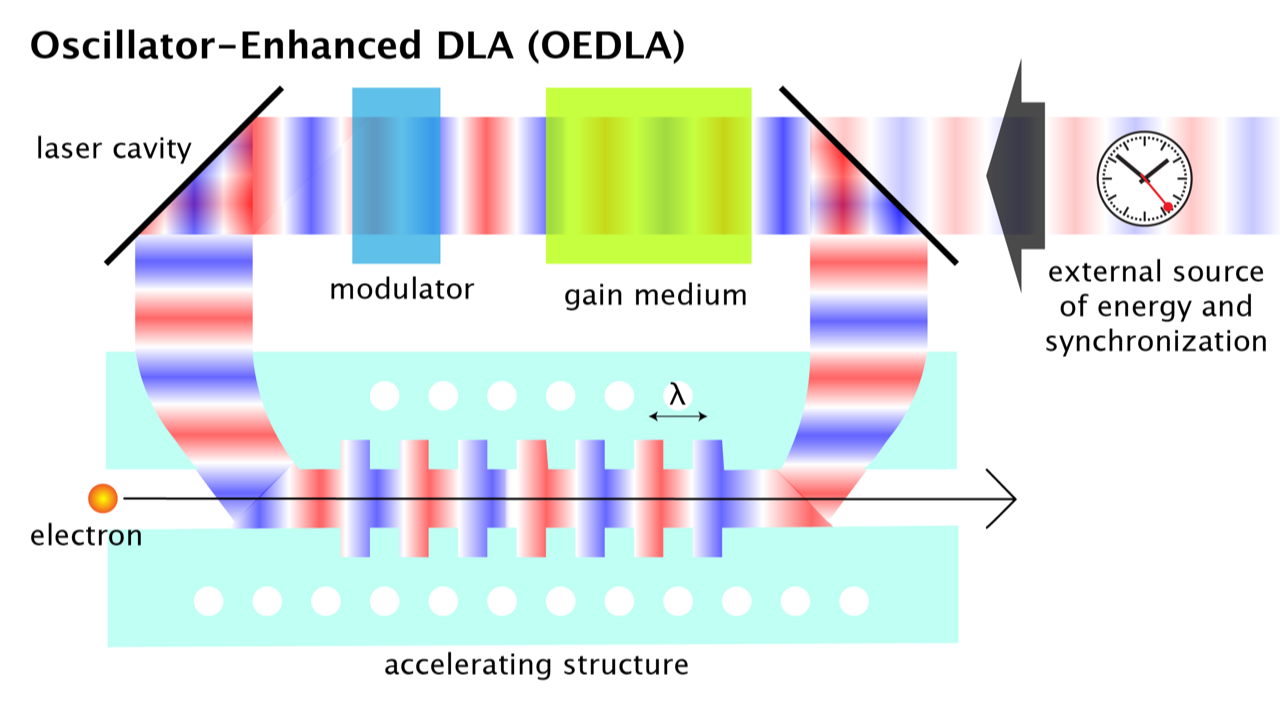 Oscillator–Enhanced DLA (OEDLA)
laser cavity
modulator
gain medium
external source
of energy and
synchronization
λ
electron
accelerating structure